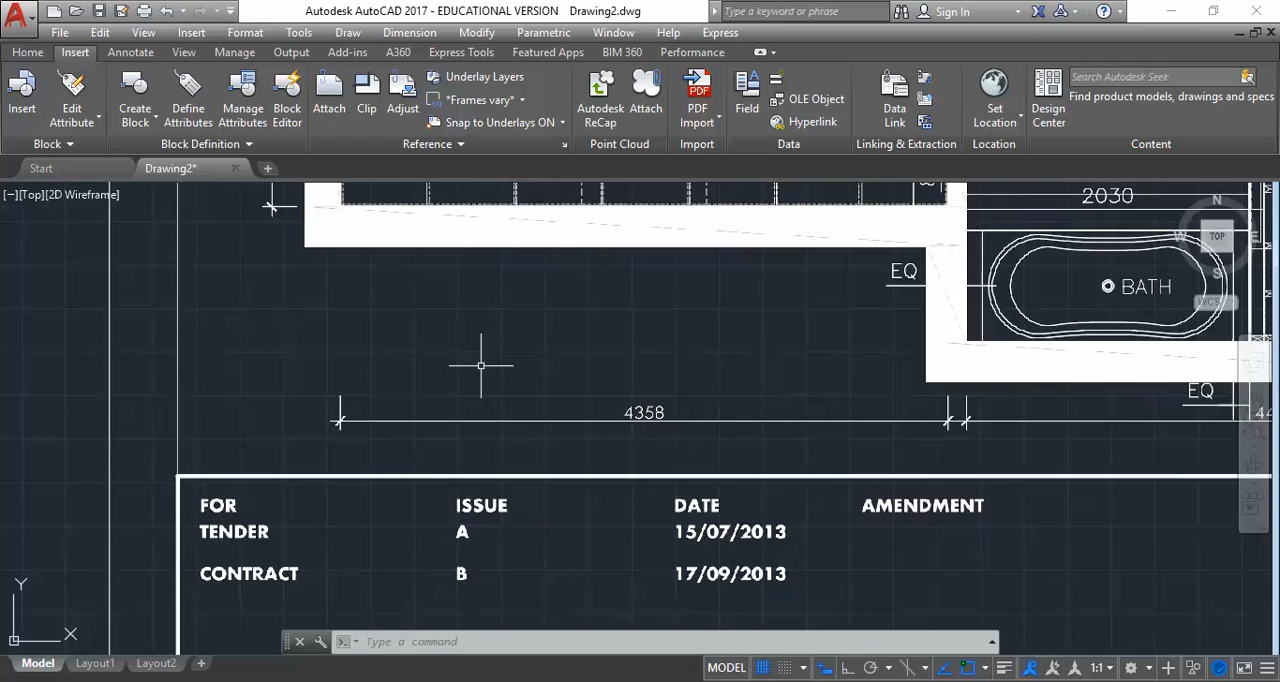 Autodesk AutoCAD 2017 - EDUCATIONAL VERSION Drawing2.dwg
Type a keyword or phrase
Sign In
File Edit View Insert Format Tools Draw Dimension Modify Parametric Window Help Express
Home Insert Annotate View Manage Output Add-ins A360 Express Tools Featured Apps BIM 360 Performance
Insert
Edit Attribute
Create Block
Define Attributes
Manage Attributes
Block Editor
Attach
Clip
Adjust
Underlay Layers
*Frames vary*
Snap to Underlays ON
Autodesk ReCap
Attach
PDF Import
PDF
Field
OLE Object
Hyperlink
Data Link
Set Location
Design Center
Search Autodesk Seek
Find product models, drawings and specs
Block Block Definition Reference Point Cloud Import Data Linking & Extraction Location Content
Start Drawing2*
[−][Top][2D Wireframe]
2030
N
W TOP E
S
WCS
EQ
BATH
EQ
4358
FOR ISSUE DATE AMENDMENT
TENDER A 15/07/2013
CONTRACT B 17/09/2013
Y
X
Type a command
Model Layout1 Layout2
MODEL
1:1